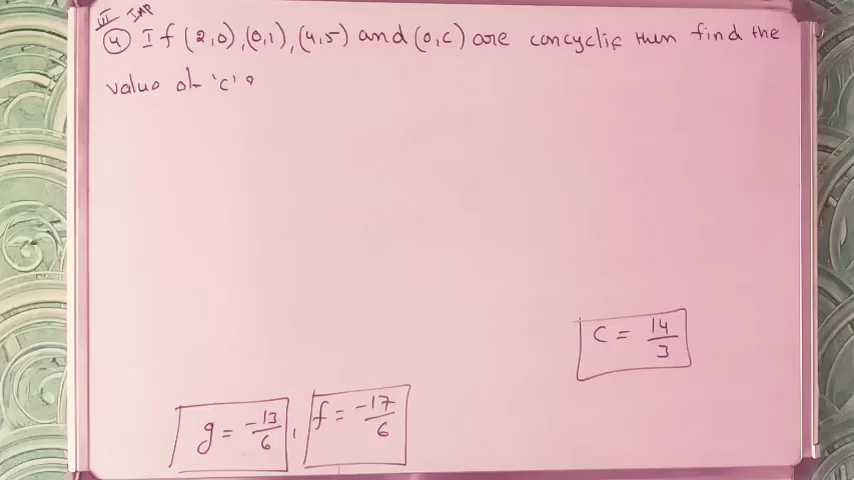 VI IMP
④ If (2,0),(0,1),(4,5) and (0,c) are concyclic then find the
value of 'c'?
c = 14/3
g = -13/6 , f = -17/6